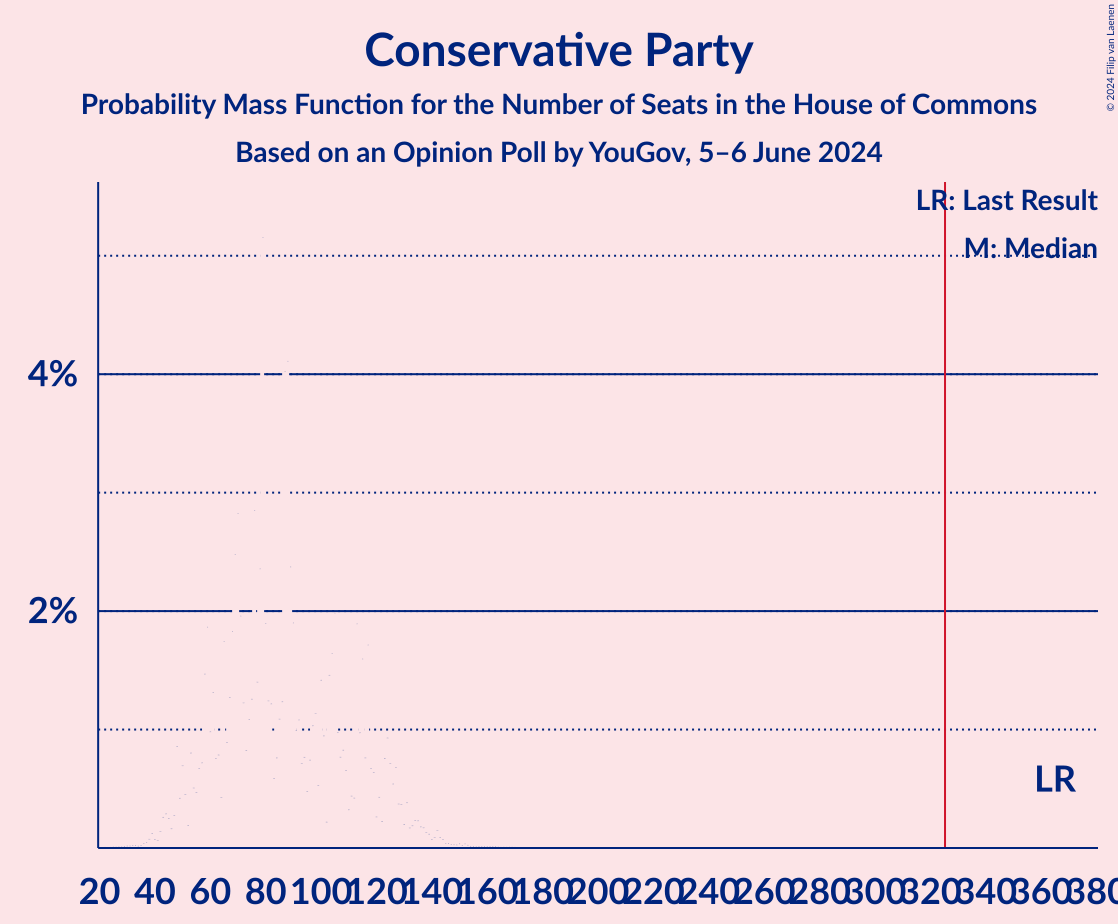 Conservative Party
Probability Mass Function for the Number of Seats in the House of Commons
Based on an Opinion Poll by YouGov, 5–6 June 2024
© 2024 Filip van Laenen
LR: Last Result
M: Median
4%
2%
LR
20 40 60 80 100 120 140 160 180 200 220 240 260 280 300 320 340 360 380